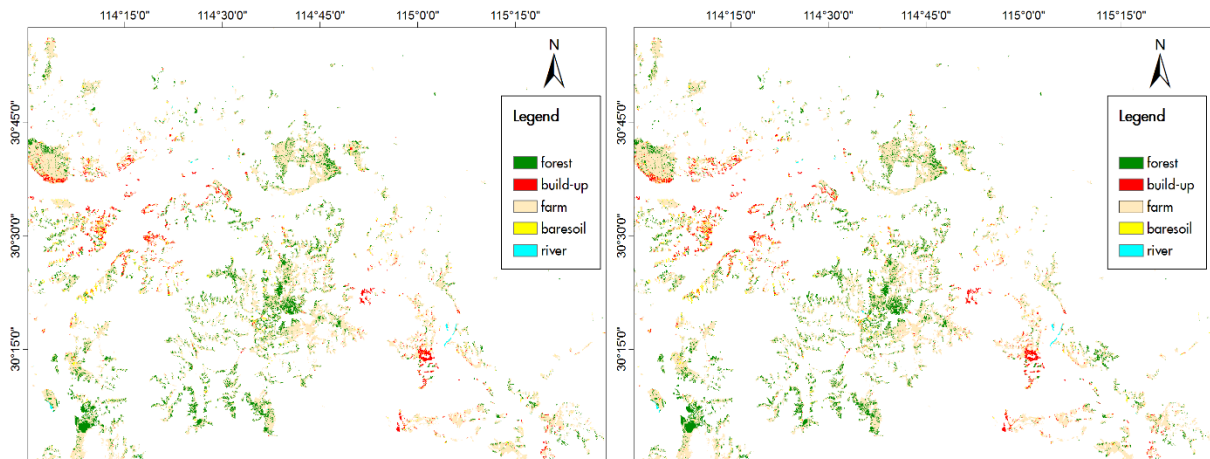 114°15'0" 114°30'0" 114°45'0" 115°0'0" 115°15'0"
N
Legend
forest
build-up
farm
baresoil
river
30°45'0"
30°30'0"
30°15'0"
114°15'0" 114°30'0" 114°45'0" 115°0'0" 115°15'0"
N
Legend
forest
build-up
farm
baresoil
river
30°45'0"
30°30'0"
30°15'0"